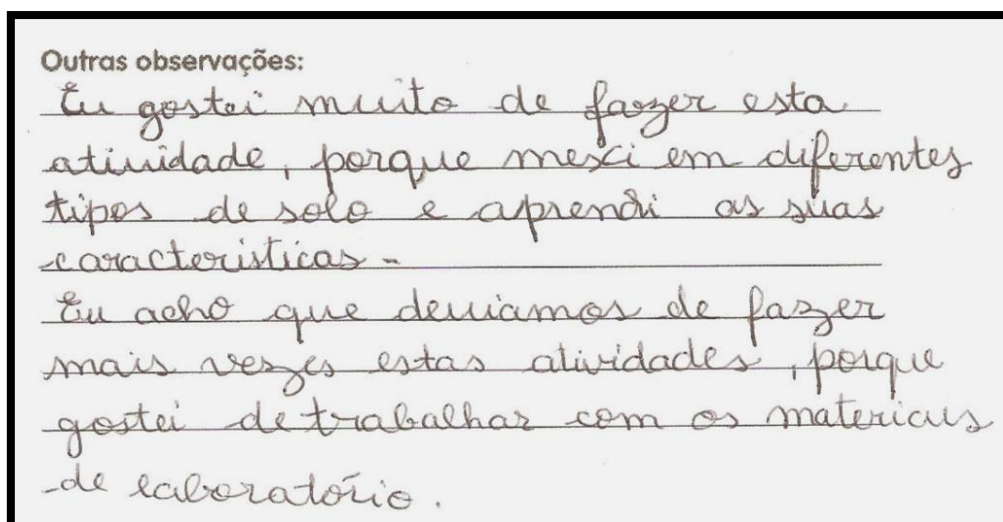 Outras observações:
Eu gostei muito de fazer esta
atividade, porque mexi em diferentes
tipos de solo e aprendi as suas
caracteristicas.
Eu acho que deviamos de fazer
mais vezes estas atividades, porque
gostei de trabalhar com os materiais
de laboratório.